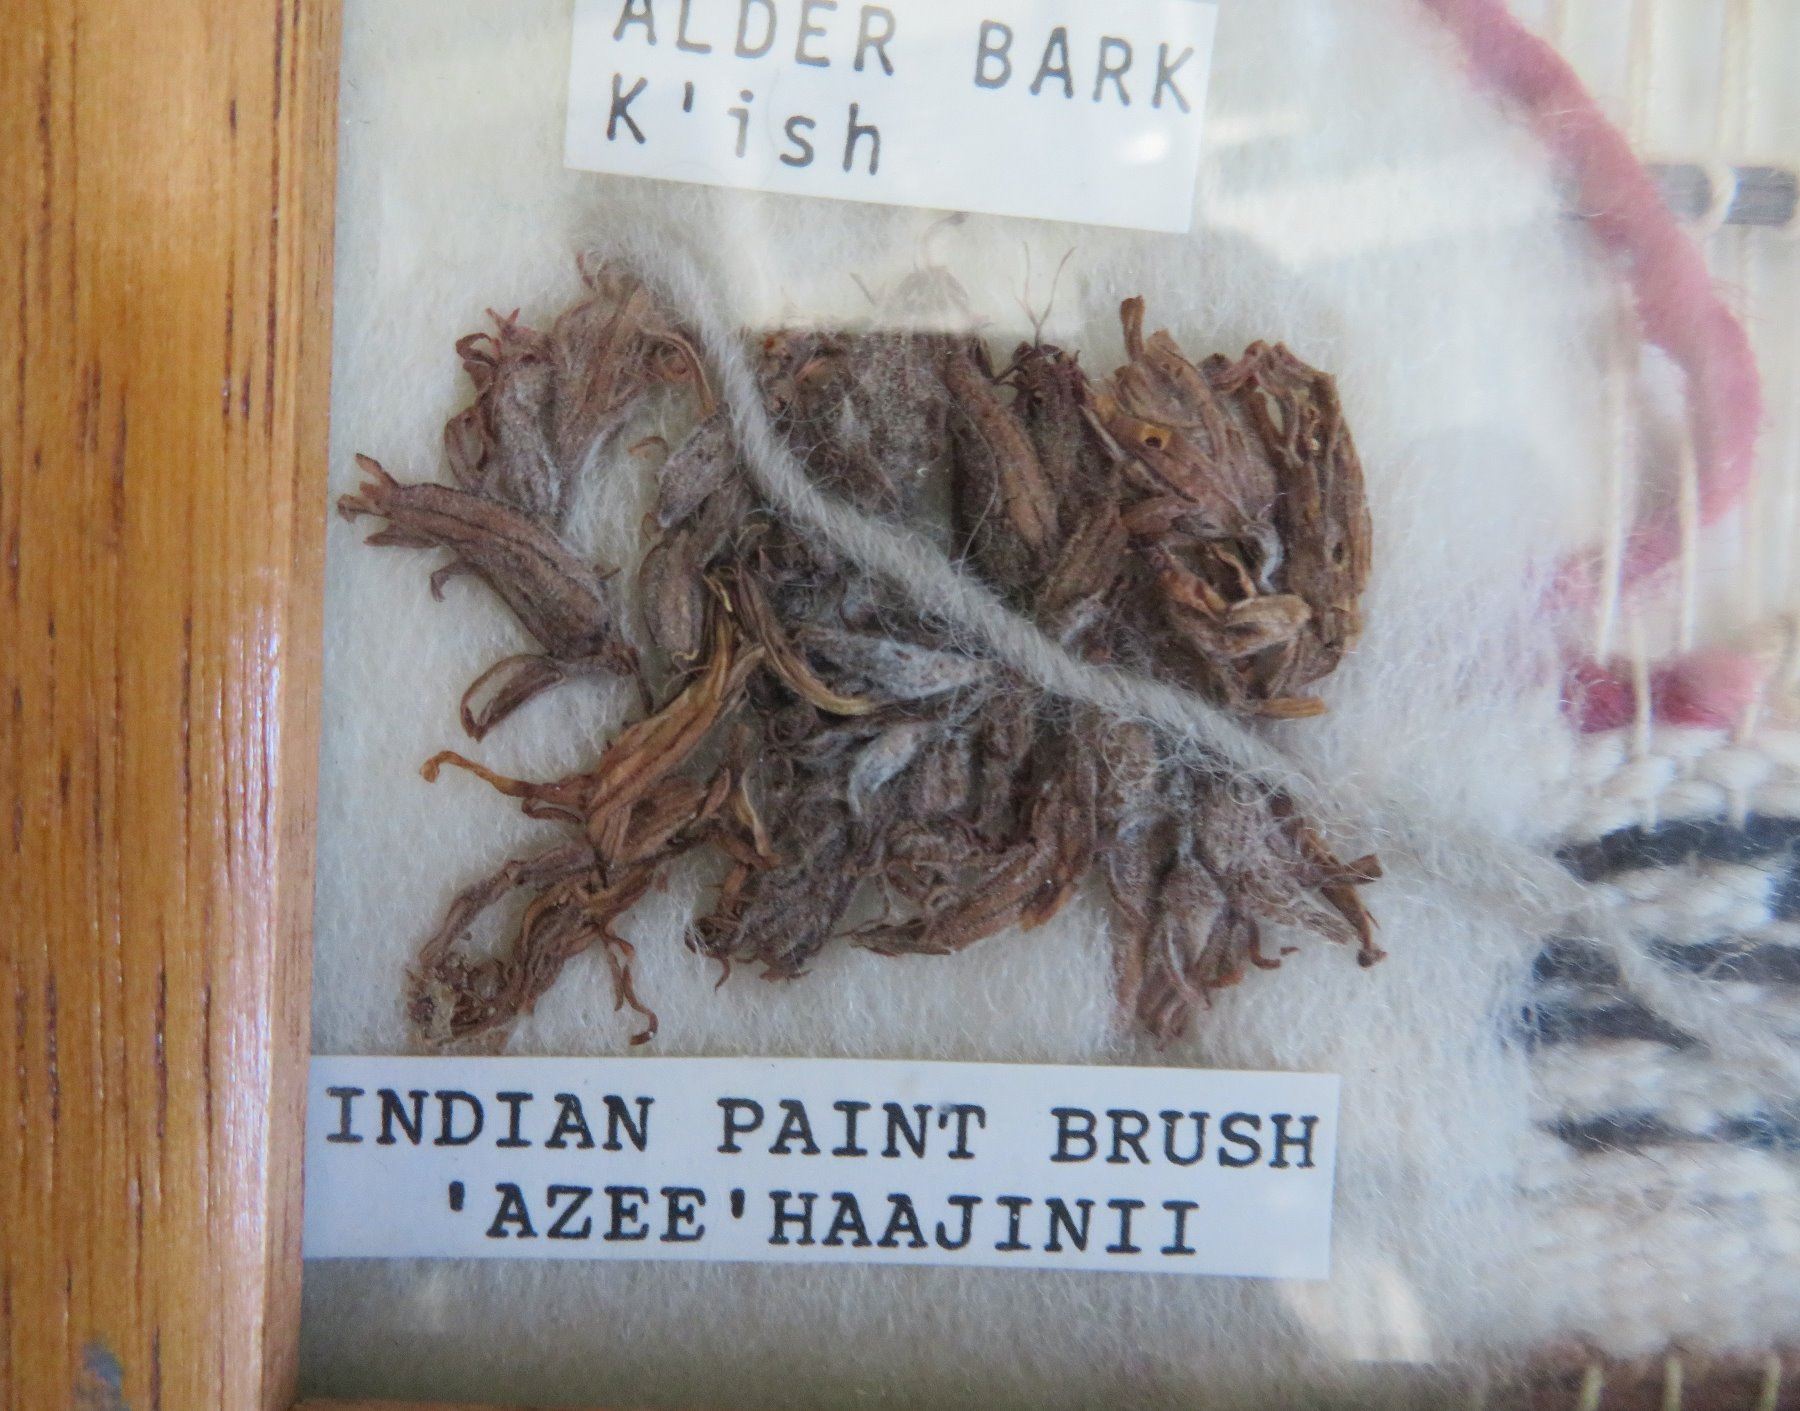 ALDER BARK
K'ish
INDIAN PAINT BRUSH
'AZEE'HAAJINII